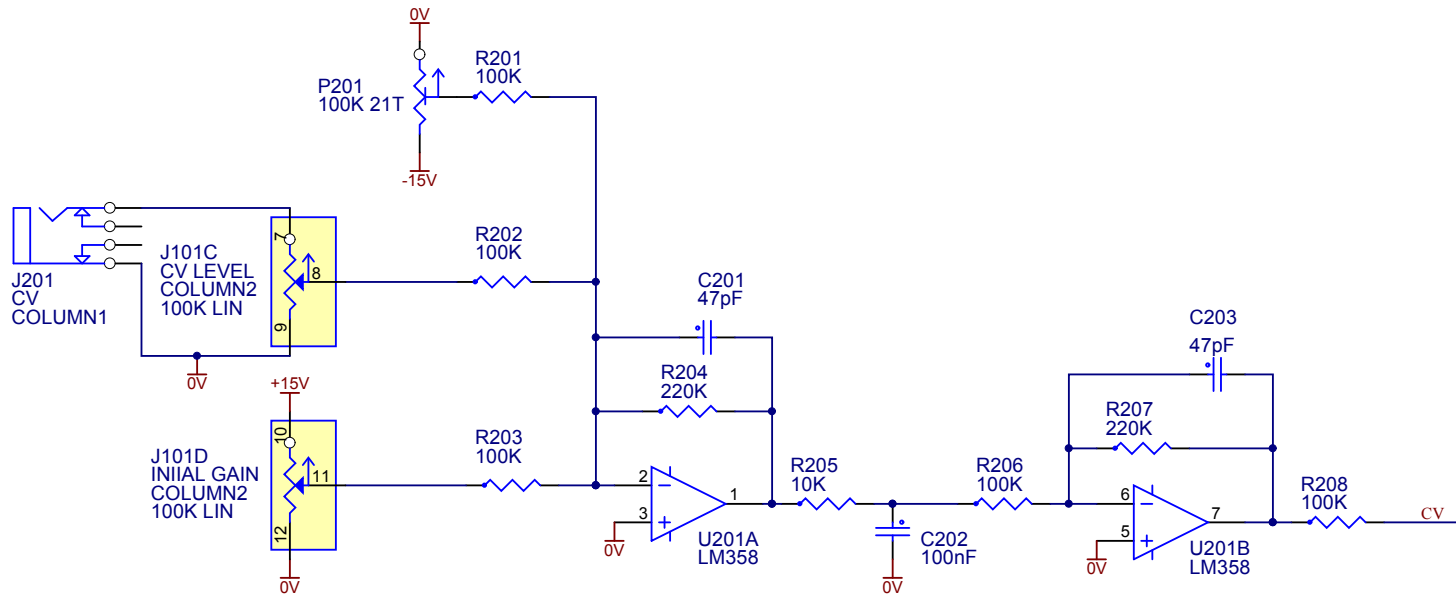 0V
P201
100K 21T
-15V
R201
100K
J201
CV
COLUMN1
0V
J101C
CV LEVEL
COLUMN2
100K LIN
7
8
9
R202
100K
+15V
J101D
INIIAL GAIN
COLUMN2
100K LIN
10
11
12
0V
R203
100K
C201
47pF
R204
220K
2
3
1
0V
U201A
LM358
R205
10K
C202
100nF
0V
R206
100K
C203
47pF
R207
220K
6
5
7
0V
U201B
LM358
R208
100K
CV